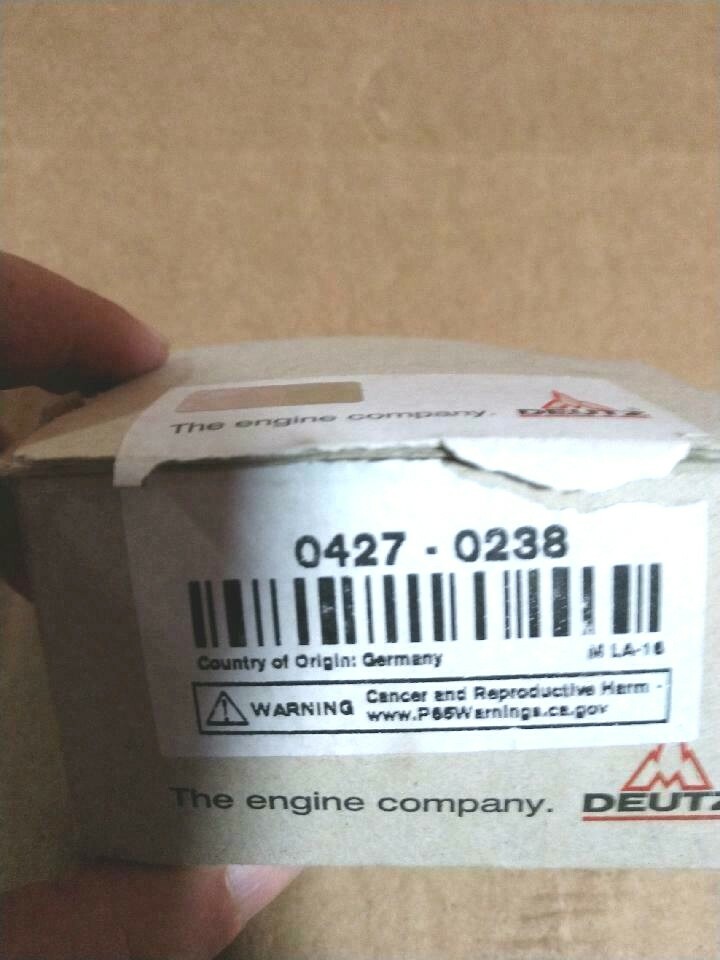 The engine company. DEUTZ
0427 - 0238
Country of Origin: Germany M LA-16
WARNING Cancer and Reproductive Harm -
www.P65Warnings.ca.gov
The engine company. DEUTZ